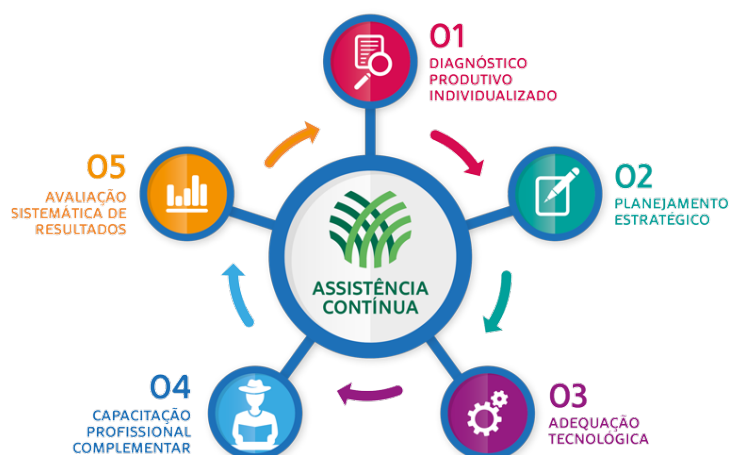 01
DIAGNÓSTICO
PRODUTIVO
INDIVIDUALIZADO
02
PLANEJAMENTO
ESTRATÉGICO
03
ADEQUAÇÃO
TECNOLÓGICA
04
CAPACITAÇÃO
PROFISSIONAL
COMPLEMENTAR
05
AVALIAÇÃO
SISTEMÁTICA DE
RESULTADOS
ASSISTÊNCIA
CONTÍNUA